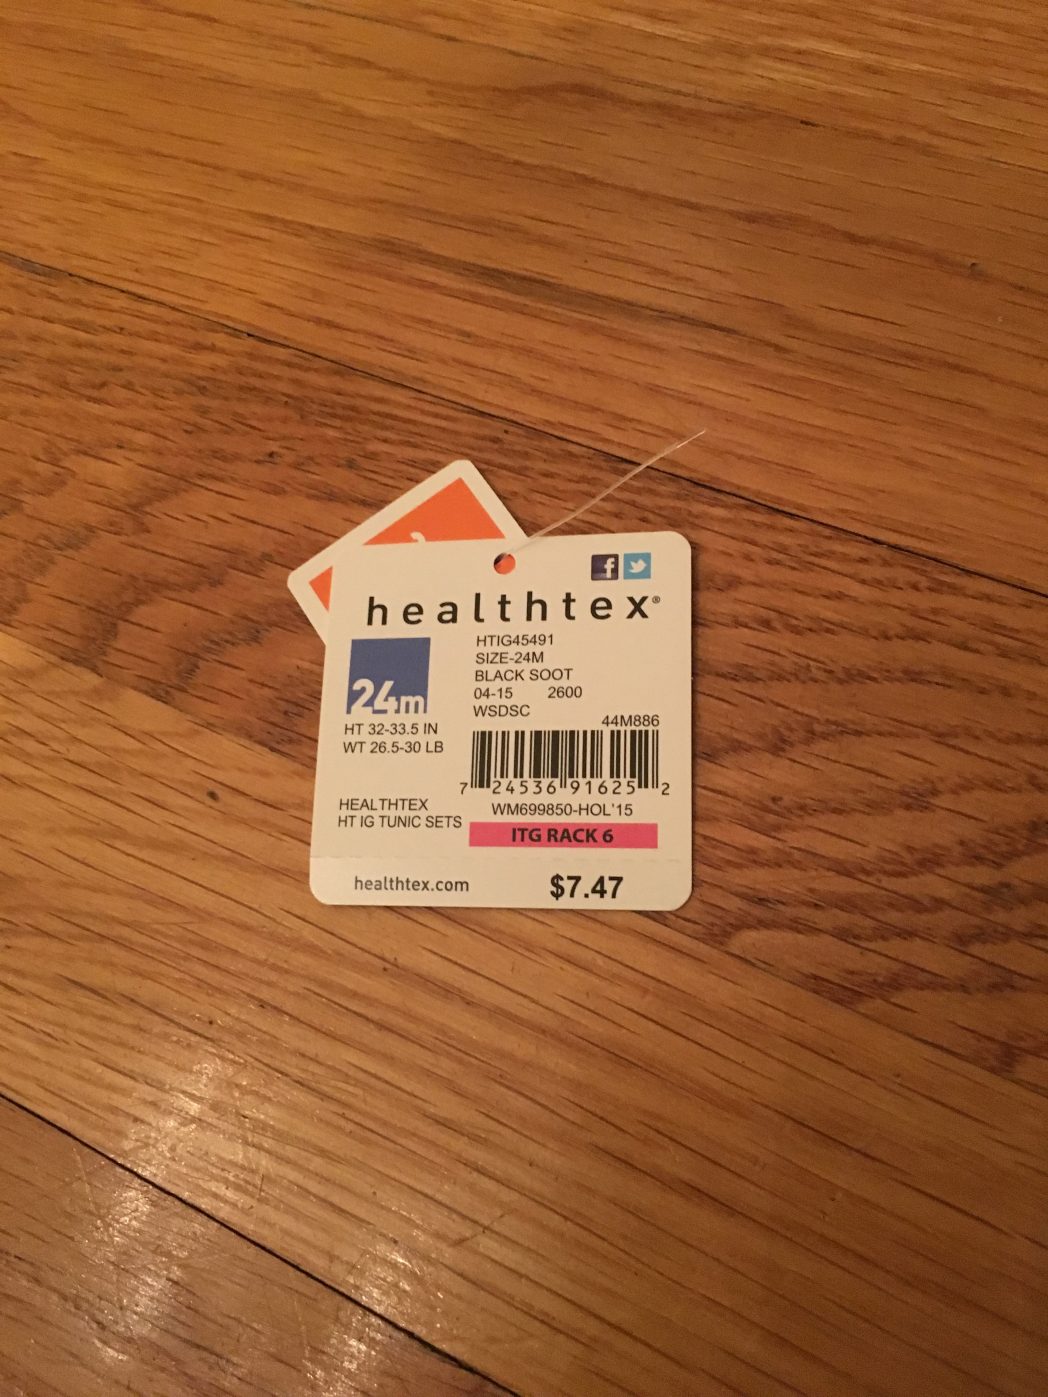 f
healthtex®
HTIG45491
SIZE-24M
BLACK SOOT
04-15 2600
WSDSC
24m
HT 32-33.5 IN
WT 26.5-30 LB
44M886
7 24536 91625 2
HEALTHTEX
HT IG TUNIC SETS
WM699850-HOL'15
ITG RACK 6
healthtex.com
$7.47